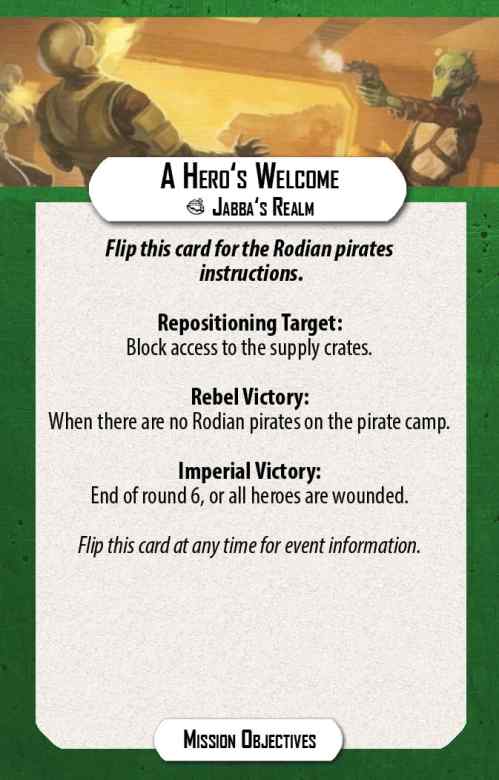 A Hero‘s Welcome
Jabba‘s Realm
Flip this card for the Rodian pirates
instructions.
Repositioning Target:
Block access to the supply crates.
Rebel Victory:
When there are no Rodian pirates on the pirate camp.
Imperial Victory:
End of round 6, or all heroes are wounded.
Flip this card at any time for event information.
Mission Objectives